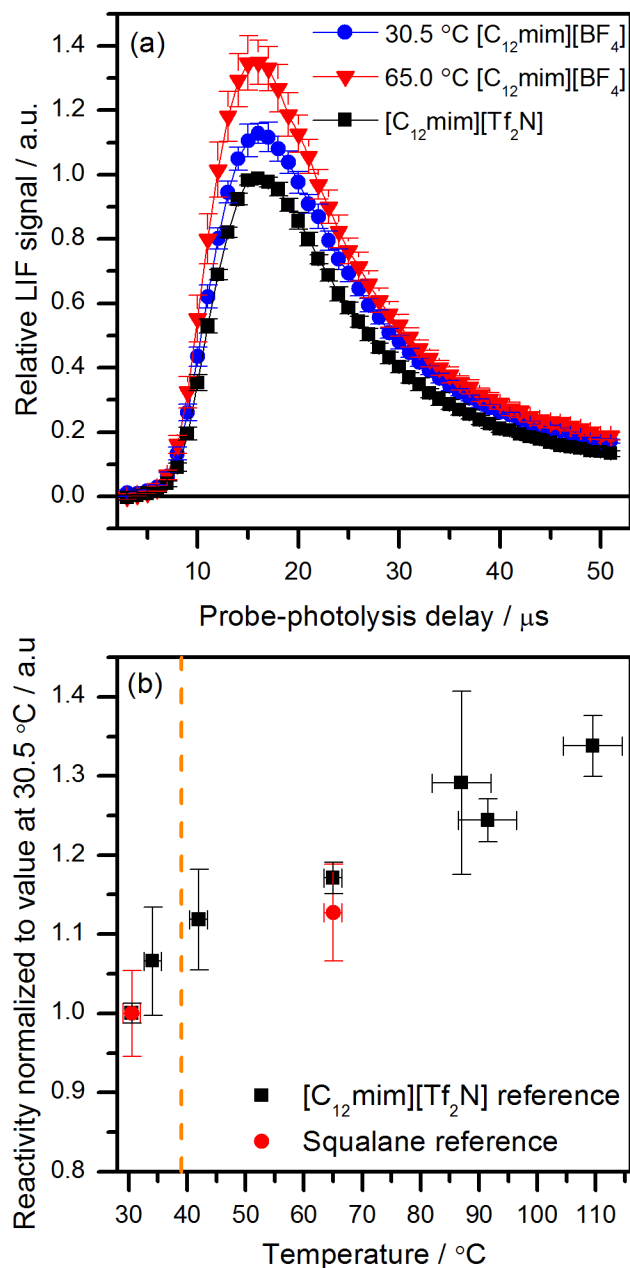 (a)
30.5 °C [C₁₂mim][BF₄]
65.0 °C [C₁₂mim][BF₄]
[C₁₂mim][Tf₂N]
Relative LIF signal / a.u.
1.4
1.2
1.0
0.8
0.6
0.4
0.2
0.0
10 20 30 40 50
Probe-photolysis delay / μs
(b)
Reactivity normalized to value at 30.5 °C / a.u
1.4
1.3
1.2
1.1
1.0
0.9
0.8
[C₁₂mim][Tf₂N] reference
Squalane reference
30 40 50 60 70 80 90 100 110
Temperature / °C